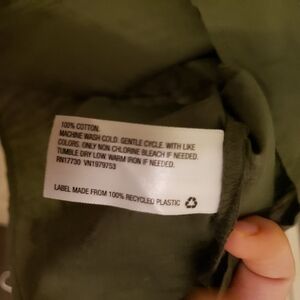 100% COTTON.
MACHINE WASH COLD. GENTLE CYCLE. WITH LIKE
COLORS. ONLY NON CHLORINE BLEACH IF NEEDED.
TUMBLE DRY LOW. WARM IRON IF NEEDED.
RN17730 VN1979753
LABEL MADE FROM 100% RECYCLED PLASTIC